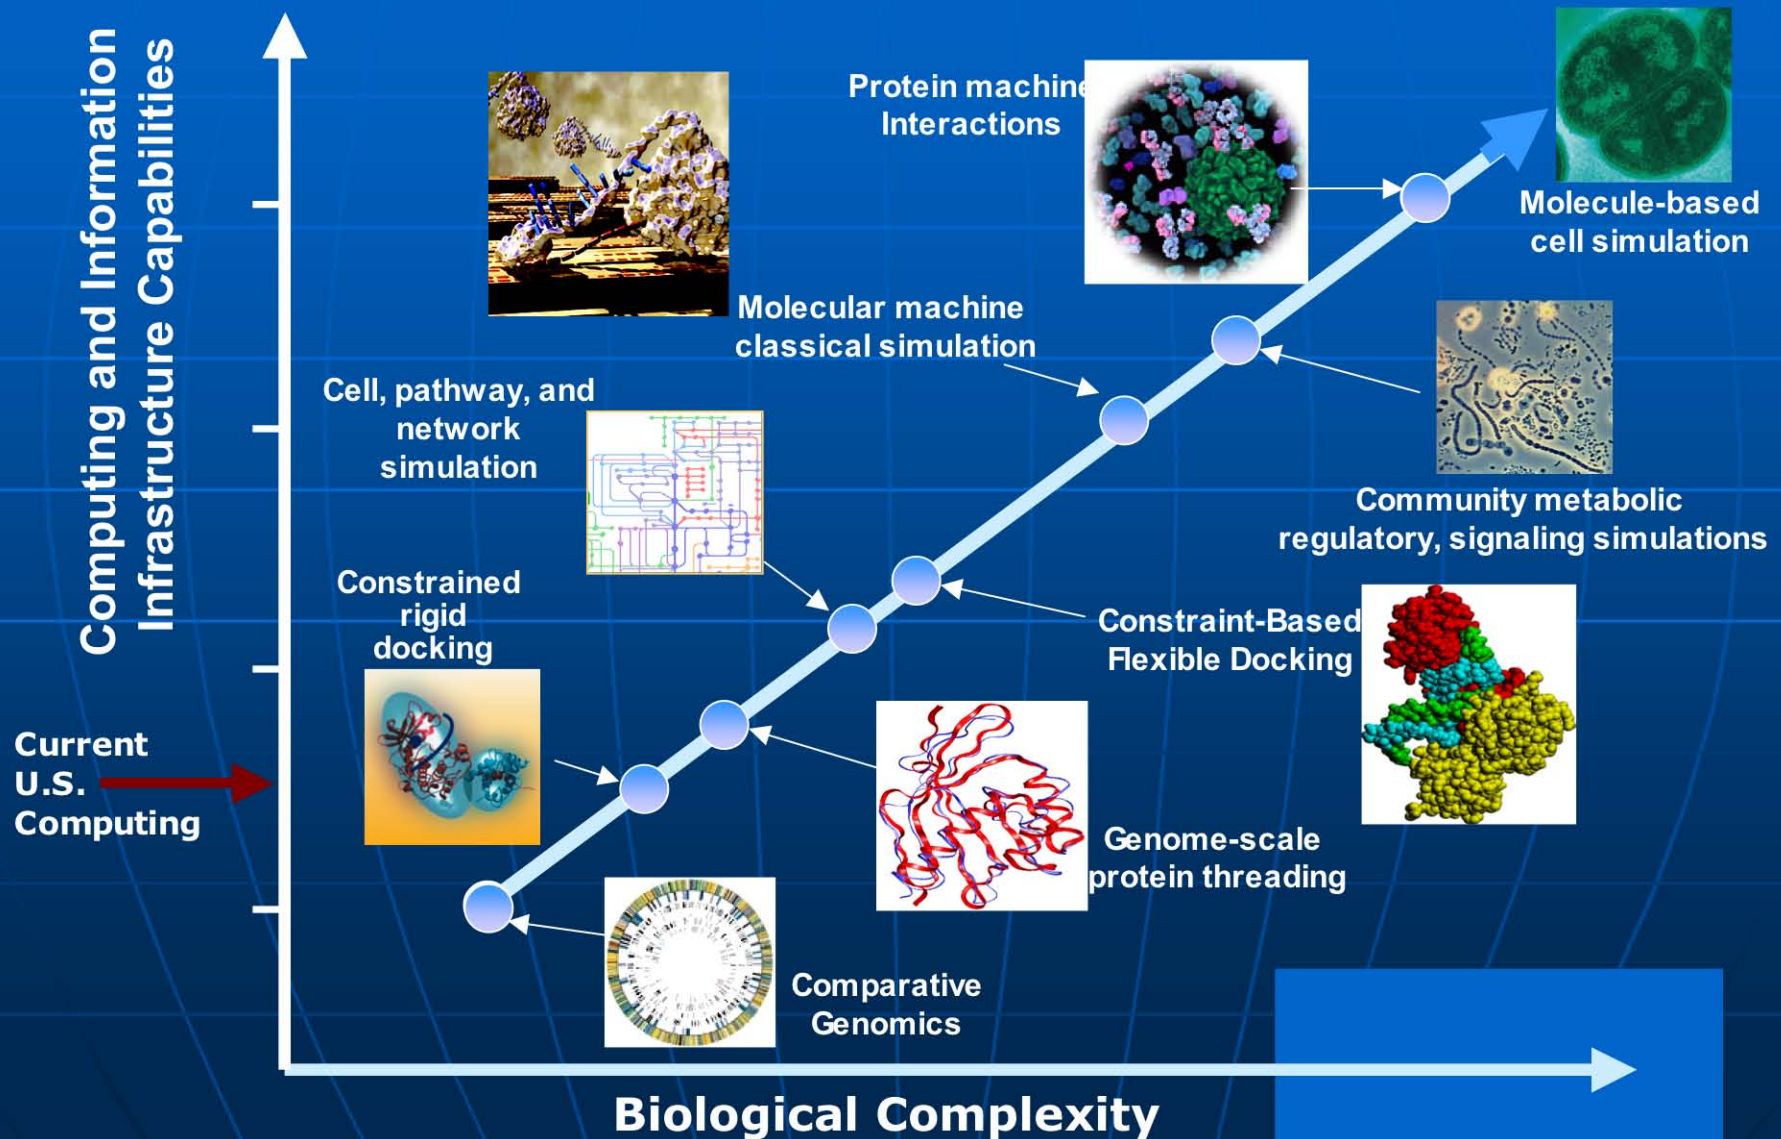 Computing and Information
Infrastructure Capabilities
Protein machine
Interactions
Molecule-based
cell simulation
Molecular machine
classical simulation
Cell, pathway, and
network
simulation
Community metabolic
regulatory, signaling simulations
Constrained
rigid
docking
Constraint-Based
Flexible Docking
Current
U.S.
Computing
Genome-scale
protein threading
Comparative
Genomics
Biological Complexity